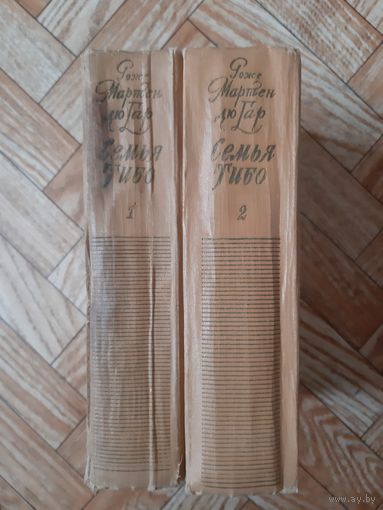 Роже
Мартен
дю Гар
Семья
Тибо
1
Роже
Мартен
дю Гар
Семья
Тибо
2
www.ay.by